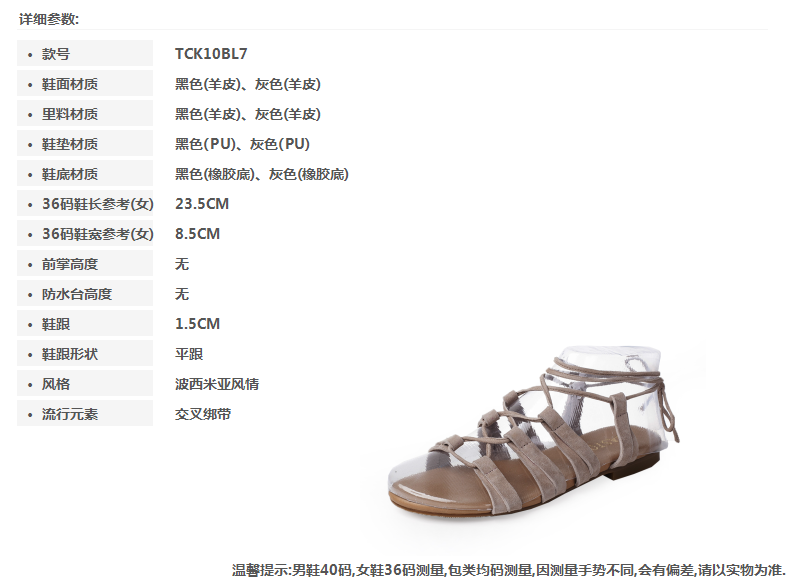 详细参数:
• 款号 TCK10BL7
• 鞋面材质 黑色(羊皮)、灰色(羊皮)
• 里料材质 黑色(羊皮)、灰色(羊皮)
• 鞋垫材质 黑色(PU)、灰色(PU)
• 鞋底材质 黑色(橡胶底)、灰色(橡胶底)
• 36码鞋长参考(女) 23.5CM
• 36码鞋宽参考(女) 8.5CM
• 前掌高度 无
• 防水台高度 无
• 鞋跟 1.5CM
• 鞋跟形状 平跟
• 风格 波西米亚风情
• 流行元素 交叉绑带
温馨提示:男鞋40码,女鞋36码测量,包类均码测量,因测量手势不同,会有偏差,请以实物为准.